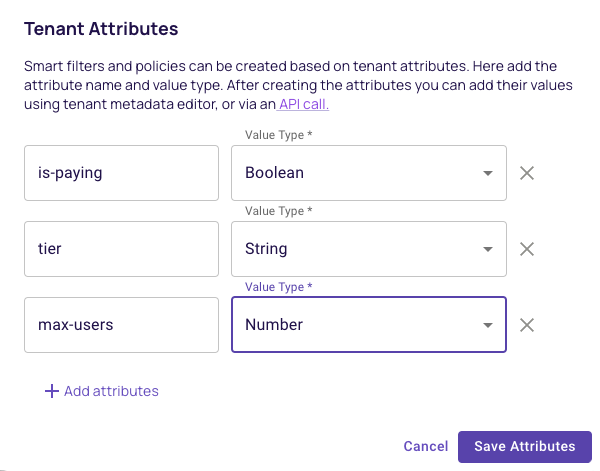 Tenant Attributes
Smart filters and policies can be created based on tenant attributes. Here add the
attribute name and value type. After creating the attributes you can add their values
using tenant metadata editor, or via an API call.
Value Type *
is-paying Boolean
Value Type *
tier String
Value Type *
max-users Number
Add attributes
Cancel Save Attributes